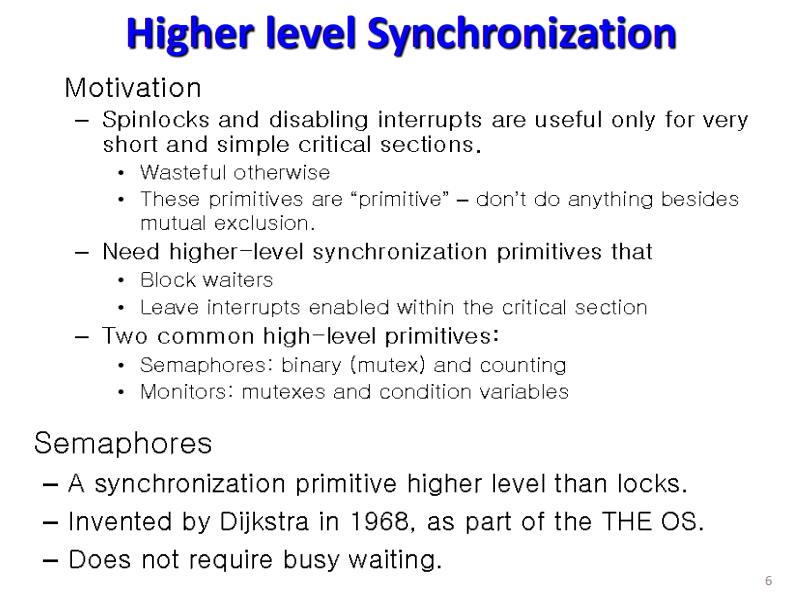 Higher level Synchronization
Motivation
– Spinlocks and disabling interrupts are useful only for very
short and simple critical sections.
• Wasteful otherwise
• These primitives are “primitive” – don’t do anything besides
mutual exclusion.
– Need higher-level synchronization primitives that
• Block waiters
• Leave interrupts enabled within the critical section
– Two common high-level primitives:
• Semaphores: binary (mutex) and counting
• Monitors: mutexes and condition variables
Semaphores
– A synchronization primitive higher level than locks.
– Invented by Dijkstra in 1968, as part of the THE OS.
– Does not require busy waiting.
6